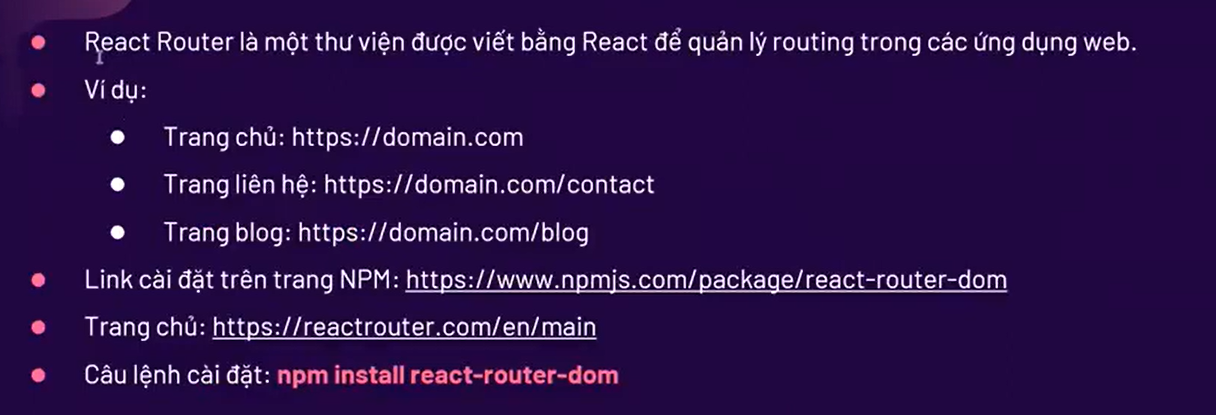 React Router là một thư viện được viết bằng React để quản lý routing trong các ứng dụng web.
Ví dụ:
Trang chủ: https://domain.com
Trang liên hệ: https://domain.com/contact
Trang blog: https://domain.com/blog
Link cài đặt trên trang NPM: https://www.npmjs.com/package/react-router-dom
Trang chủ: https://reactrouter.com/en/main
Câu lệnh cài đặt: npm install react-router-dom